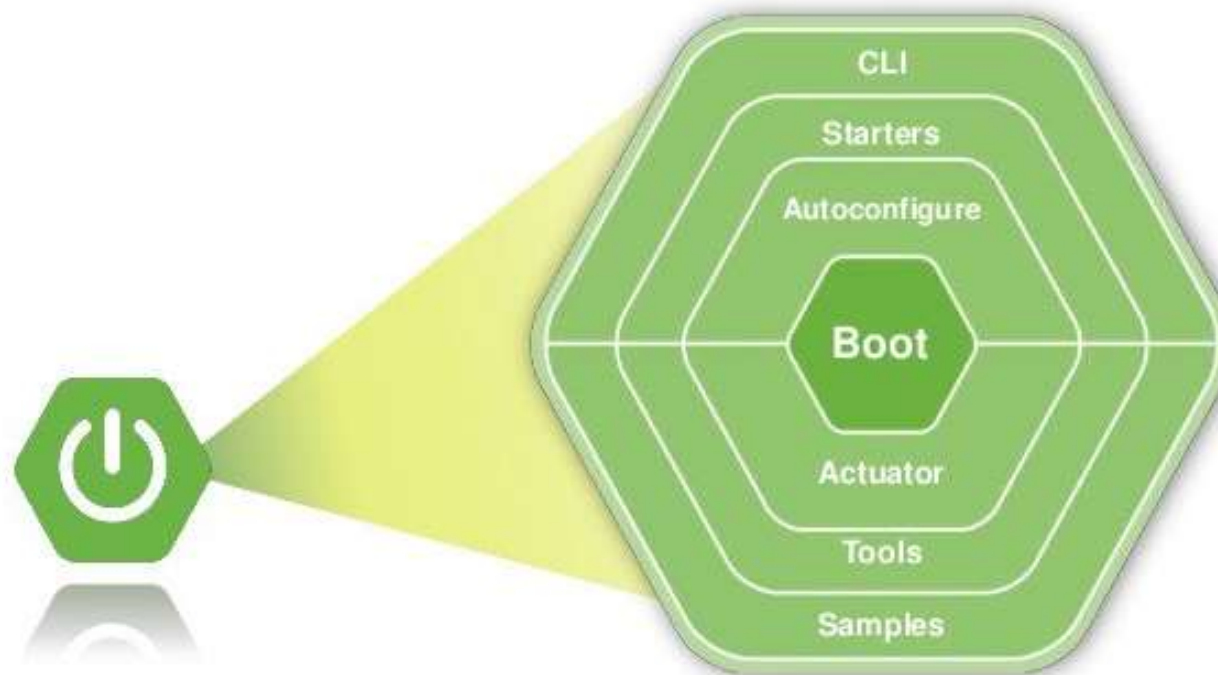 CLI
Starters
Autoconfigure
Boot
Actuator
Tools
Samples